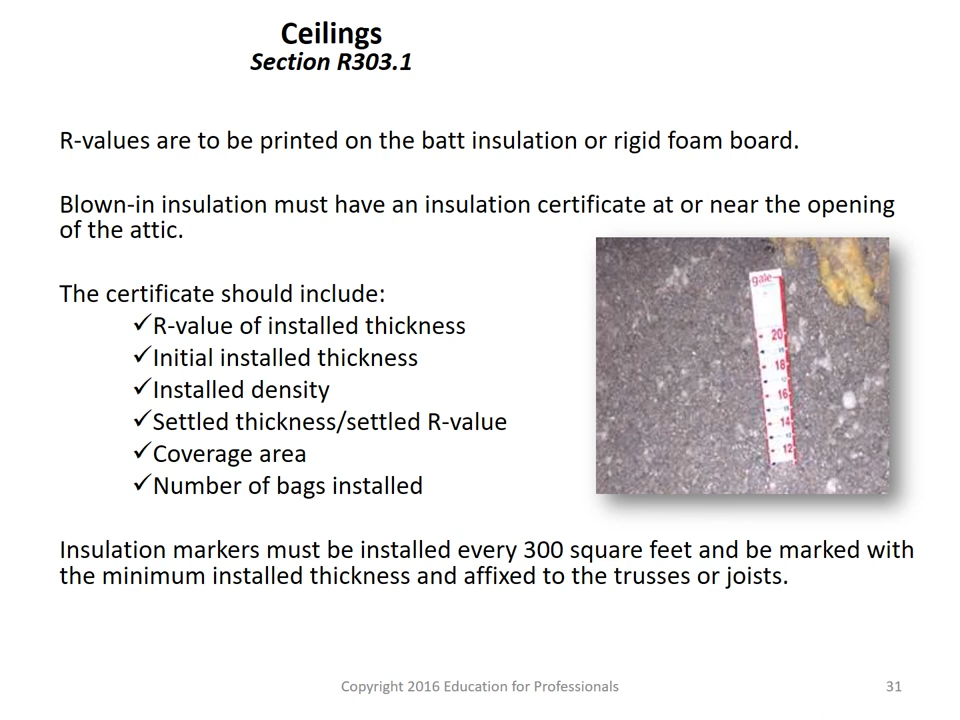 Ceilings
Section R303.1
R-values are to be printed on the batt insulation or rigid foam board.
Blown-in insulation must have an insulation certificate at or near the opening
of the attic.
The certificate should include:
✓R-value of installed thickness
✓Initial installed thickness
✓Installed density
✓Settled thickness/settled R-value
✓Coverage area
✓Number of bags installed
gale
20
18
16
14
12
Insulation markers must be installed every 300 square feet and be marked with
the minimum installed thickness and affixed to the trusses or joists.
Copyright 2016 Education for Professionals
31